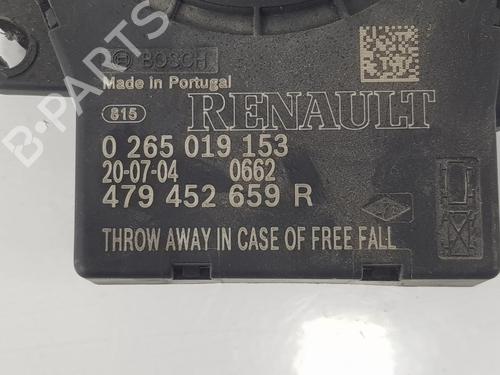 BOSCH
Made in Portugal
815
RENAULT
0 265 019 153
20-07-04 0662
479 452 659 R
THROW AWAY IN CASE OF FREE FALL
B-PARTS